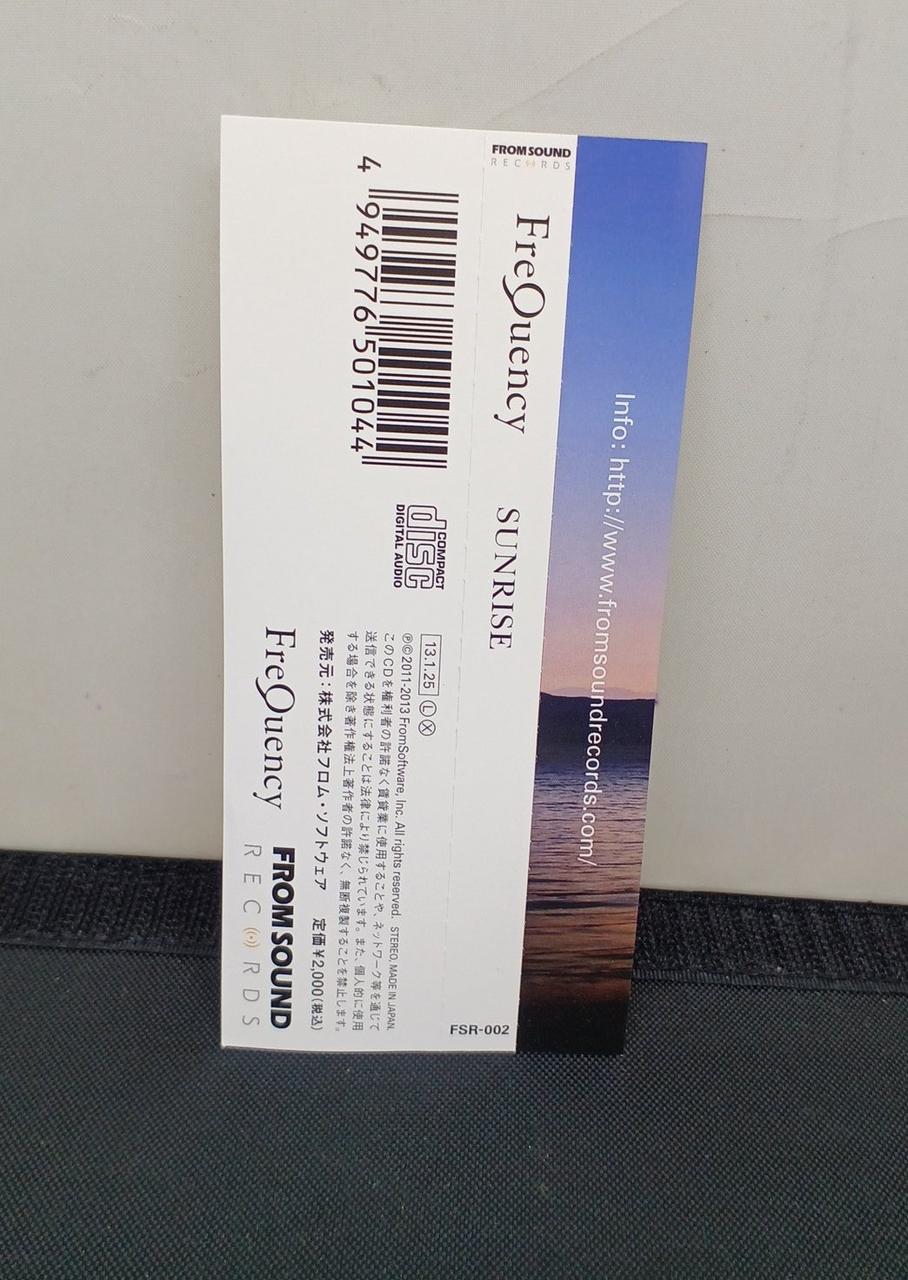 Info: http://www.fromsoundrecords.com/
FROM SOUND
RECORDS
FreQuency SUNRISE
FSR-002
4 949776 501044
COMPACT
disc
DIGITAL AUDIO
13.1.25 Ⓛ Ⓧ
℗©2011-2013 FromSoftware, Inc. All rights reserved. STEREO, MADE IN JAPAN.
このCDを権利者の許諾なく賃貸業に使用することや、ネットワーク等を通じて
送信できる状態にすることは法律により禁じられています。また、個人的に使用
する場合を除き著作権法上著作者の許諾なく、無断複製することを禁止します。
発売元:株式会社フロム・ソフトウェア 定価¥2,000(税込)
FreQuency
FROM SOUND
RECORDS